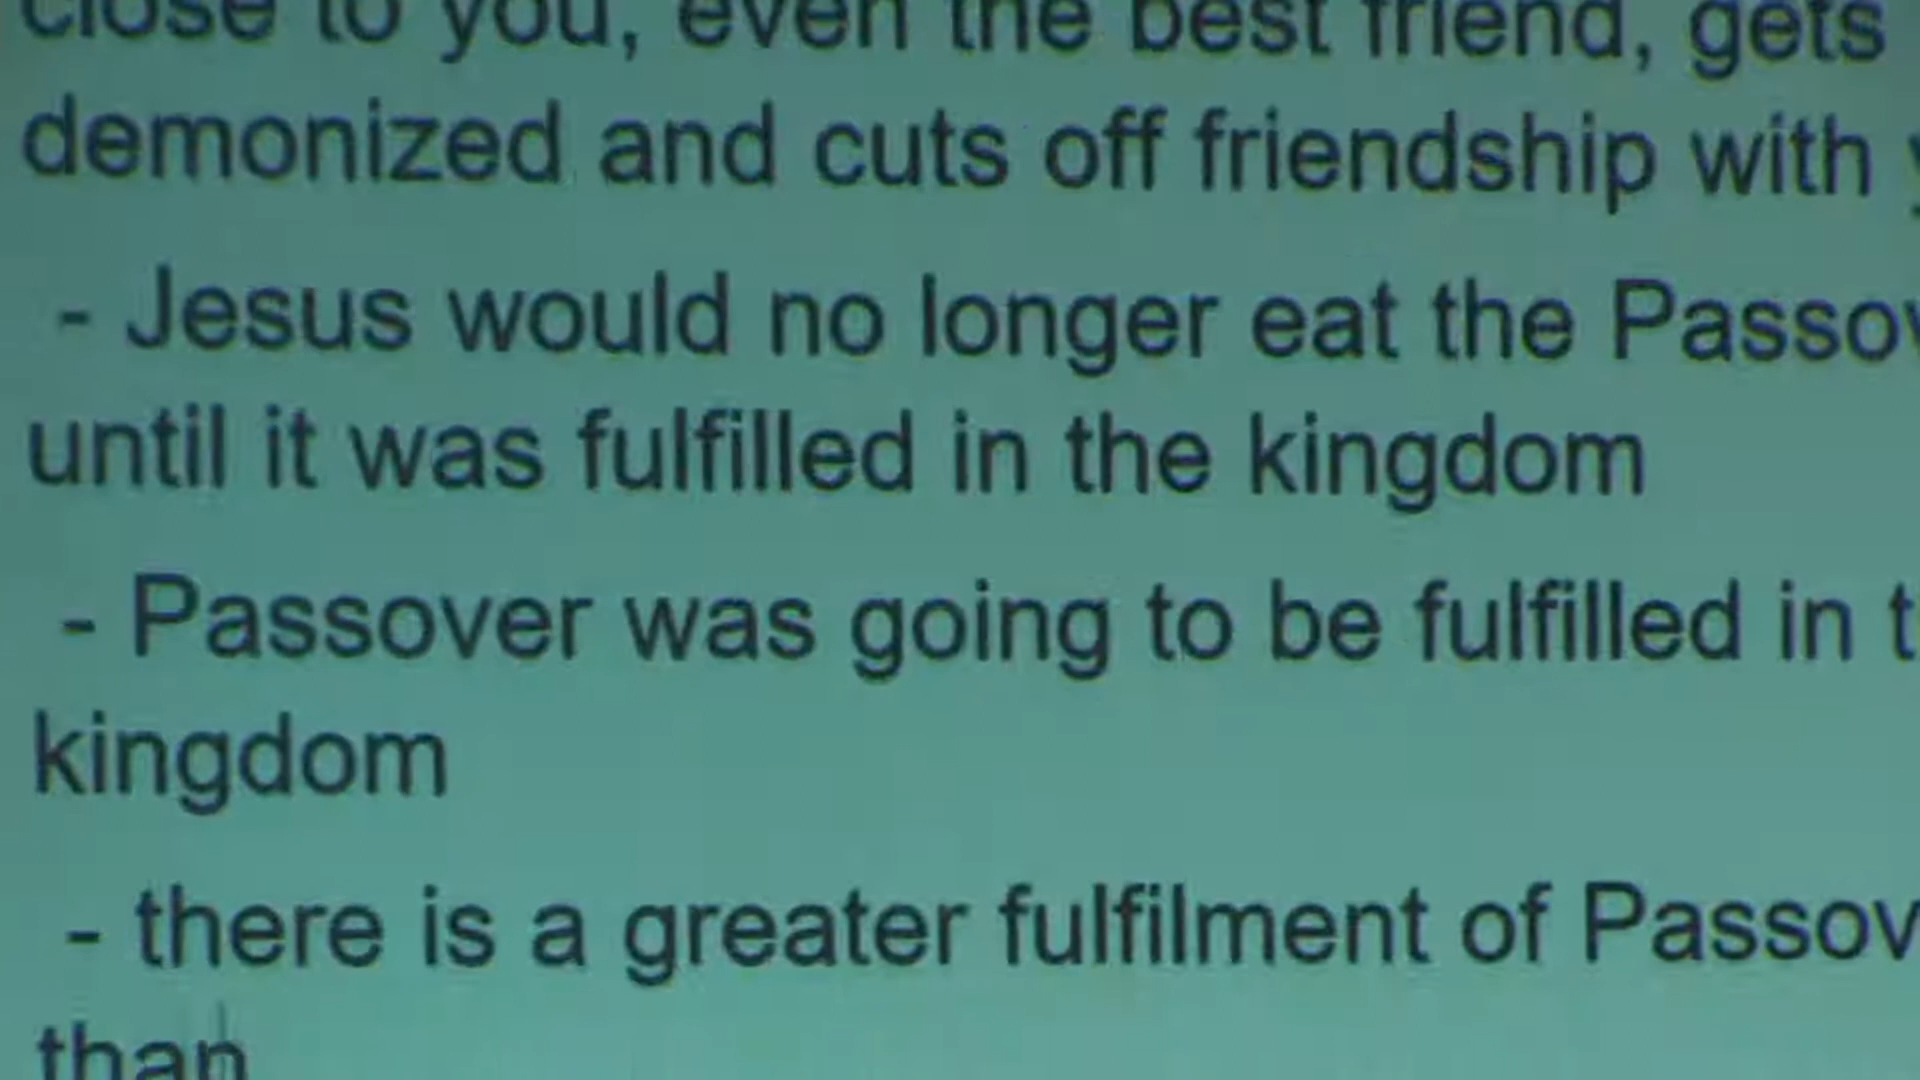 close to you, even the best friend, gets
demonized and cuts off friendship with
- Jesus would no longer eat the Passov
until it was fulfilled in the kingdom
- Passover was going to be fulfilled in t
kingdom
- there is a greater fulfilment of Passov
than